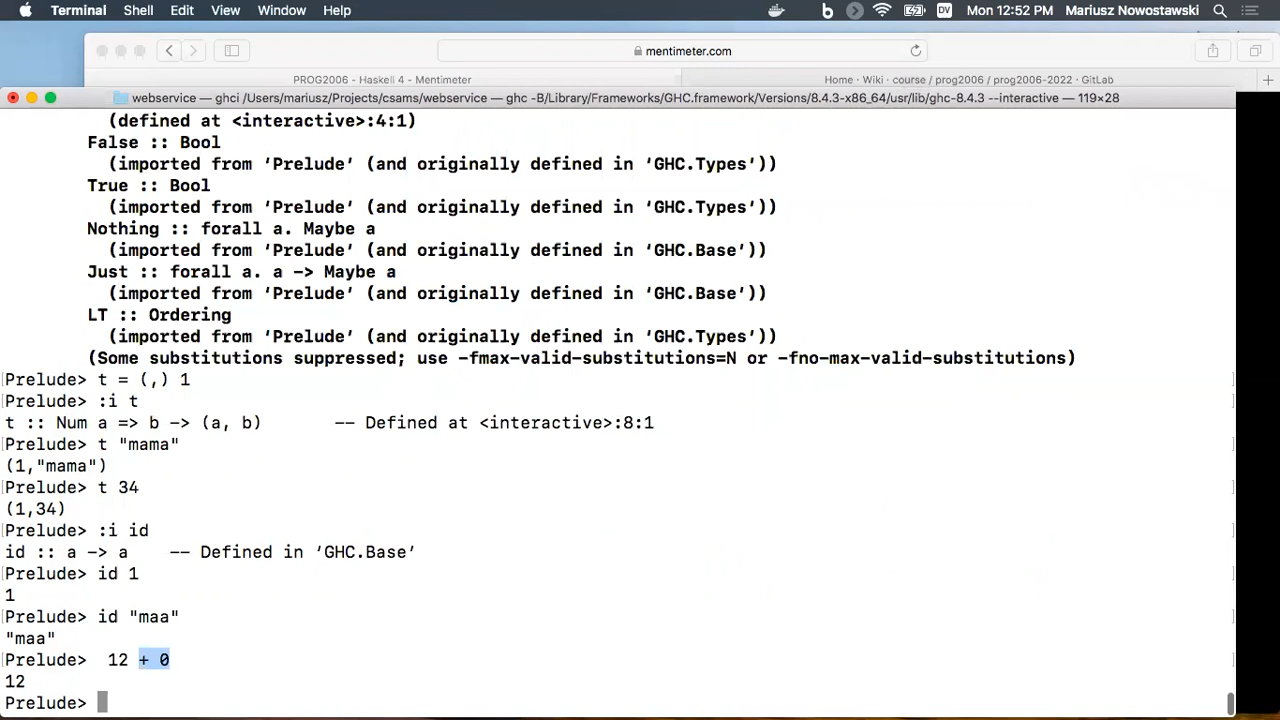 Terminal Shell Edit View Window Help DV Mon 12:52 PM Mariusz Nowostawski
mentimeter.com
PROG2006 - Haskell 4 - Mentimeter Home · Wiki · course / prog2006 / prog2006-2022 · GitLab
webservice — ghci /Users/mariusz/Projects/csams/webservice — ghc -B/Library/Frameworks/GHC.framework/Versions/8.4.3-x86_64/usr/lib/ghc-8.4.3 --interactive — 119×28
(defined at <interactive>:4:1)
False :: Bool
(imported from ‘Prelude’ (and originally defined in ‘GHC.Types’))
True :: Bool
(imported from ‘Prelude’ (and originally defined in ‘GHC.Types’))
Nothing :: forall a. Maybe a
(imported from ‘Prelude’ (and originally defined in ‘GHC.Base’))
Just :: forall a. a -> Maybe a
(imported from ‘Prelude’ (and originally defined in ‘GHC.Base’))
LT :: Ordering
(imported from ‘Prelude’ (and originally defined in ‘GHC.Types’))
(Some substitutions suppressed; use -fmax-valid-substitutions=N or -fno-max-valid-substitutions)
Prelude> t = (,) 1
Prelude> :i t
t :: Num a => b -> (a, b) -- Defined at <interactive>:8:1
Prelude> t "mama"
(1,"mama")
Prelude> t 34
(1,34)
Prelude> :i id
id :: a -> a -- Defined in ‘GHC.Base’
Prelude> id 1
1
Prelude> id "maa"
"maa"
Prelude> 12 + 0
12
Prelude>